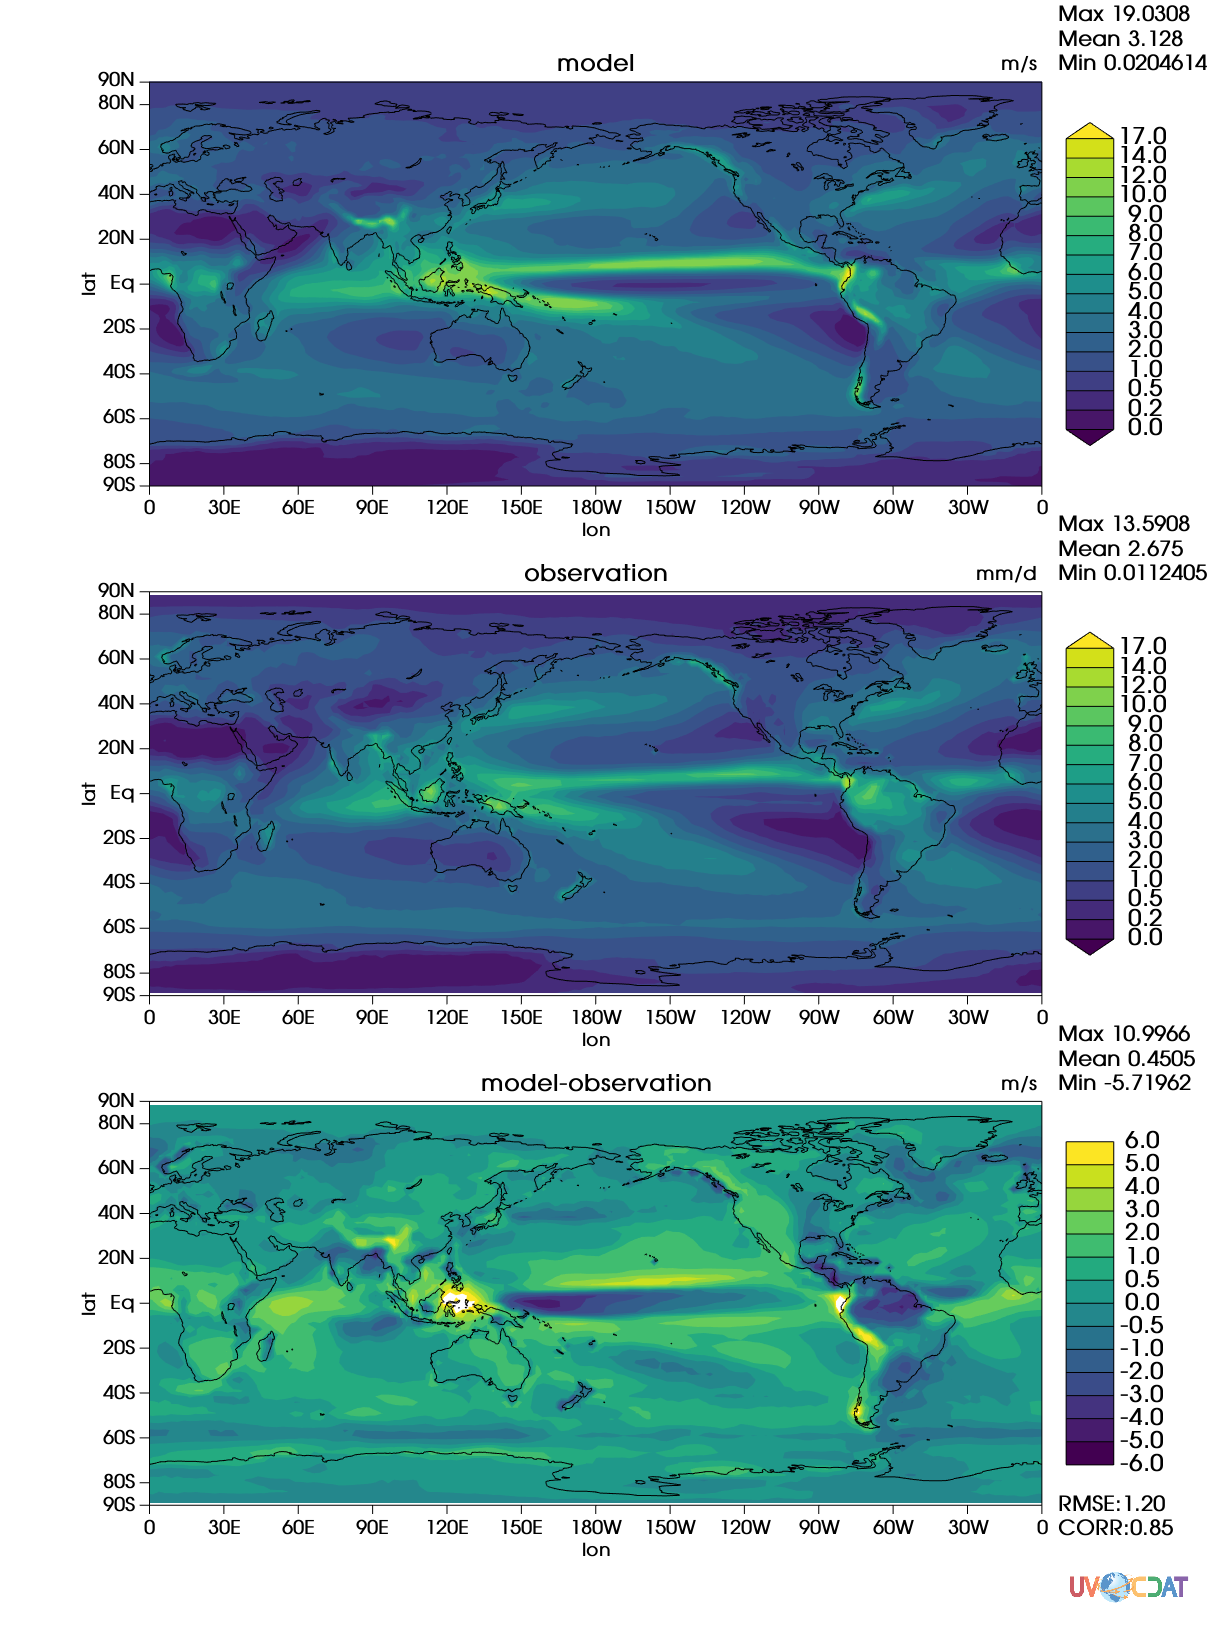 Max 19.0308
Mean 3.128
Min 0.0204614
model
m/s
90N
80N
60N
40N
20N
Eq
20S
40S
60S
80S
90S
lat
0 30E 60E 90E 120E 150E 180W 150W 120W 90W 60W 30W 0
lon
17.0
14.0
12.0
10.0
9.0
8.0
7.0
6.0
5.0
4.0
3.0
2.0
1.0
0.5
0.2
0.0
Max 13.5908
Mean 2.675
Min 0.0112405
observation
mm/d
90N
80N
60N
40N
20N
Eq
20S
40S
60S
80S
90S
lat
0 30E 60E 90E 120E 150E 180W 150W 120W 90W 60W 30W 0
lon
17.0
14.0
12.0
10.0
9.0
8.0
7.0
6.0
5.0
4.0
3.0
2.0
1.0
0.5
0.2
0.0
Max 10.9966
Mean 0.4505
Min -5.71962
model-observation
m/s
90N
80N
60N
40N
20N
Eq
20S
40S
60S
80S
90S
lat
0 30E 60E 90E 120E 150E 180W 150W 120W 90W 60W 30W 0
lon
6.0
5.0
4.0
3.0
2.0
1.0
0.5
0.0
-0.5
-1.0
-2.0
-3.0
-4.0
-5.0
-6.0
RMSE:1.20
CORR:0.85
UV CDAT